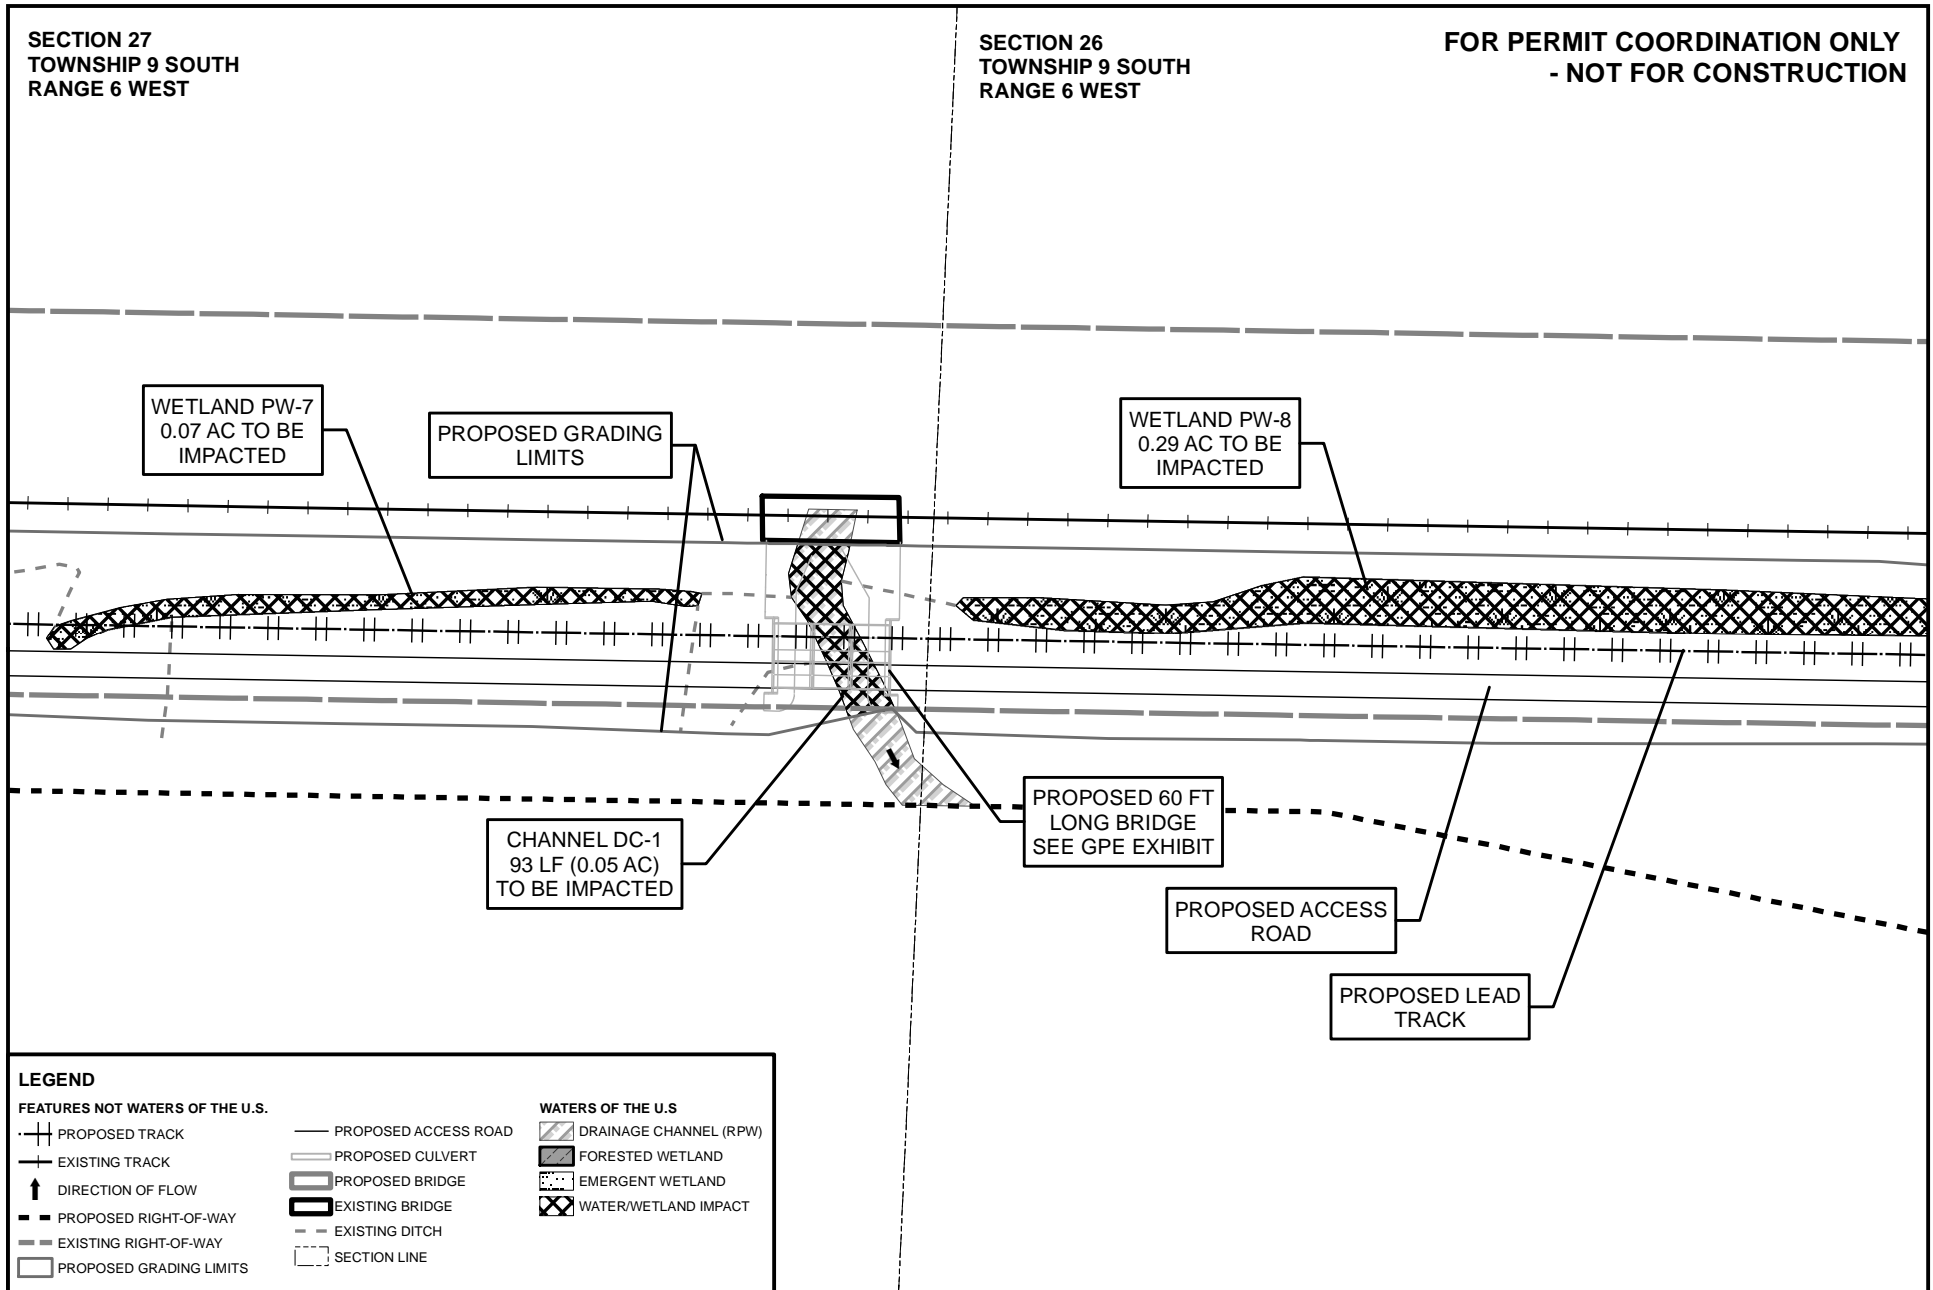 SECTION 27
TOWNSHIP 9 SOUTH
RANGE 6 WEST
SECTION 26
TOWNSHIP 9 SOUTH
RANGE 6 WEST
FOR PERMIT COORDINATION ONLY
- NOT FOR CONSTRUCTION
WETLAND PW-7
0.07 AC TO BE
IMPACTED
PROPOSED GRADING
LIMITS
WETLAND PW-8
0.29 AC TO BE
IMPACTED
CHANNEL DC-1
93 LF (0.05 AC)
TO BE IMPACTED
PROPOSED 60 FT
LONG BRIDGE
SEE GPE EXHIBIT
PROPOSED ACCESS
ROAD
PROPOSED LEAD
TRACK
LEGEND
FEATURES NOT WATERS OF THE U.S.
PROPOSED TRACK
EXISTING TRACK
DIRECTION OF FLOW
PROPOSED RIGHT-OF-WAY
EXISTING RIGHT-OF-WAY
PROPOSED GRADING LIMITS
PROPOSED ACCESS ROAD
PROPOSED CULVERT
PROPOSED BRIDGE
EXISTING BRIDGE
EXISTING DITCH
SECTION LINE
WATERS OF THE U.S
DRAINAGE CHANNEL (RPW)
FORESTED WETLAND
EMERGENT WETLAND
WATER/WETLAND IMPACT